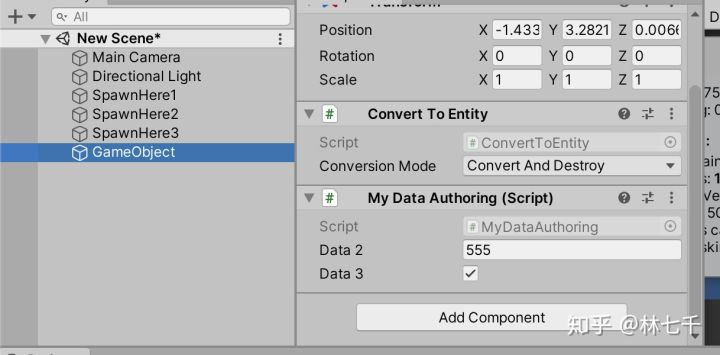 All
New Scene*
Main Camera
Directional Light
SpawnHere1
SpawnHere2
SpawnHere3
GameObject
Transform
Position X -1.433 Y 3.2821 Z 0.0066
Rotation X 0 Y 0 Z 0
Scale X 1 Y 1 Z 1
# Convert To Entity
Script # ConvertToEntity
Conversion Mode Convert And Destroy
# My Data Authoring (Script)
Script # MyDataAuthoring
Data 2 555
Data 3
Add Component
知乎 @林七千